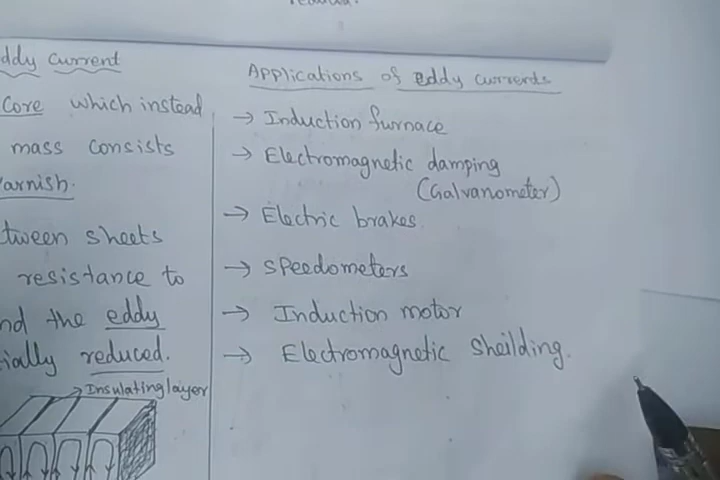 reduced.
ddy Current
Core which instead
mass consists
arnish.
tween sheets
resistance to
nd the eddy
ially reduced.
Insulating layer
Applications of eddy currents
→ Induction furnace
→ Electromagnetic damping
(Galvanometer)
→ Electric brakes
→ Speedometers
→ Induction motor
→ Electromagnetic Sheilding.